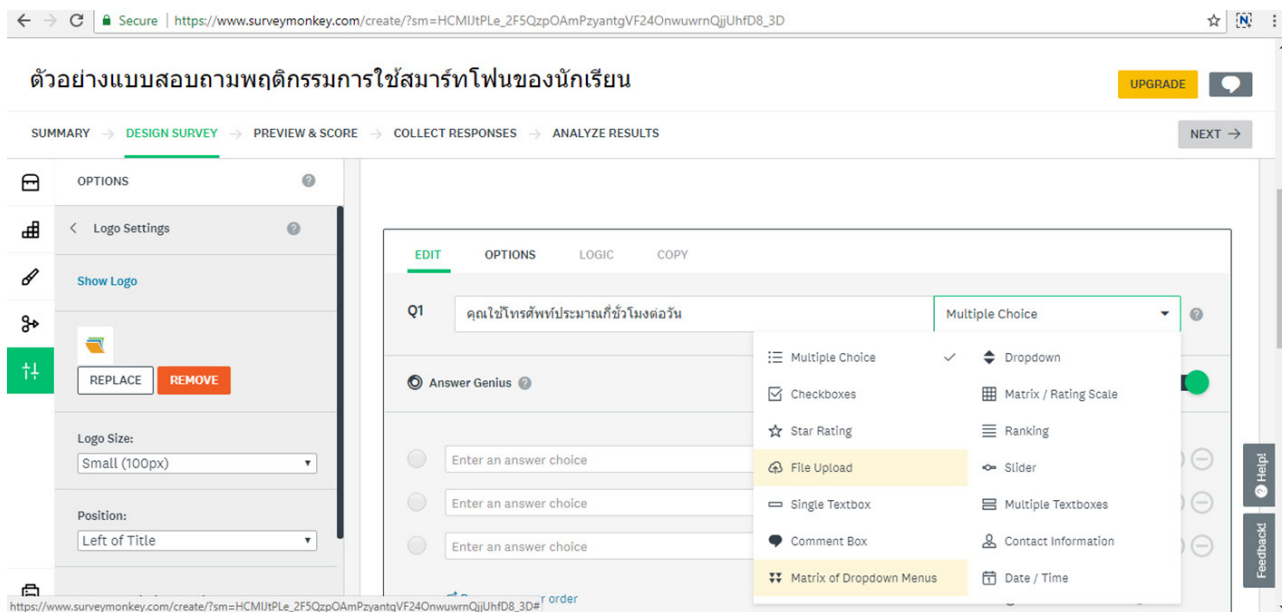 Secure | https://www.surveymonkey.com/create/?sm=HCMIJtPLe_2F5QzpOAmPzyantgVF24OnwuwrnQjjUhfD8_3D
ตัวอย่างแบบสอบถามพฤติกรรมการใช้สมาร์ทโฟนของนักเรียน
UPGRADE
SUMMARY → DESIGN SURVEY → PREVIEW & SCORE → COLLECT RESPONSES → ANALYZE RESULTS
NEXT →
OPTIONS
Logo Settings
Show Logo
REPLACE
REMOVE
Logo Size:
Small (100px)
Position:
Left of Title
EDIT OPTIONS LOGIC COPY
Q1 คุณใช้โทรศัพท์ประมาณกี่ชั่วโมงต่อวัน
Multiple Choice
Answer Genius
Enter an answer choice
Enter an answer choice
Enter an answer choice
Multiple Choice
Dropdown
Checkboxes
Matrix / Rating Scale
Star Rating
Ranking
File Upload
Slider
Single Textbox
Multiple Textboxes
Comment Box
Contact Information
Matrix of Dropdown Menus
Date / Time
r order
Help!
Feedback!
https://www.surveymonkey.com/create/?sm=HCMIJtPLe_2F5QzpOAmPzyantgVF24OnwuwrnQjjUhfD8_3D#